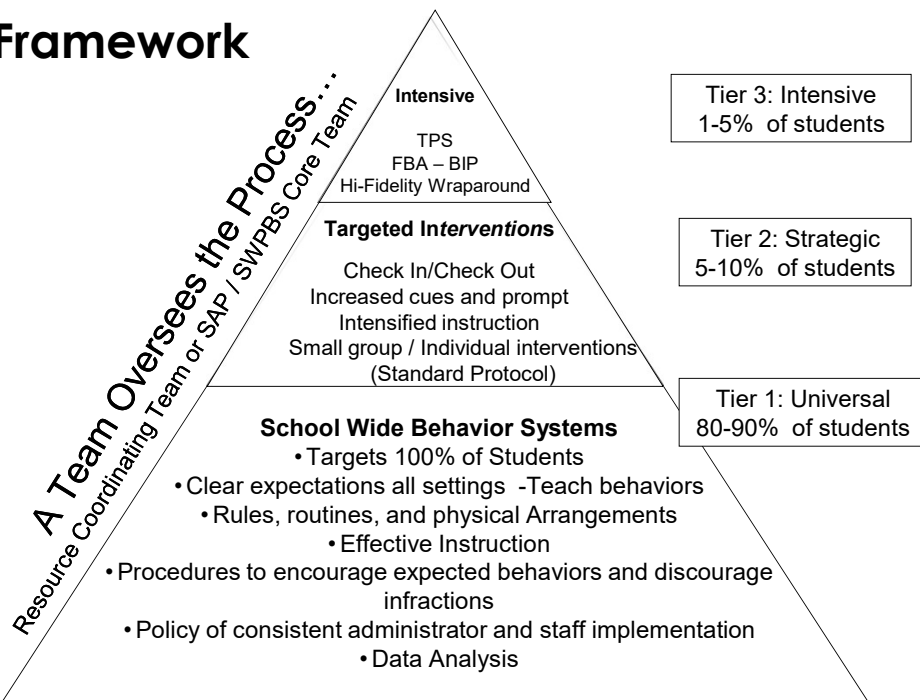 Framework
A Team Oversees the Process…
Resource Coordinating Team or SAP / SWPBS Core Team
Intensive
TPS
FBA – BIP
Hi-Fidelity Wraparound
Tier 3: Intensive
1-5% of students
Targeted Interventions
Check In/Check Out
Increased cues and prompt
Intensified instruction
Small group / Individual interventions
(Standard Protocol)
Tier 2: Strategic
5-10% of students
Tier 1: Universal
80-90% of students
School Wide Behavior Systems
• Targets 100% of Students
• Clear expectations all settings -Teach behaviors
• Rules, routines, and physical Arrangements
• Effective Instruction
• Procedures to encourage expected behaviors and discourage
infractions
• Policy of consistent administrator and staff implementation
• Data Analysis